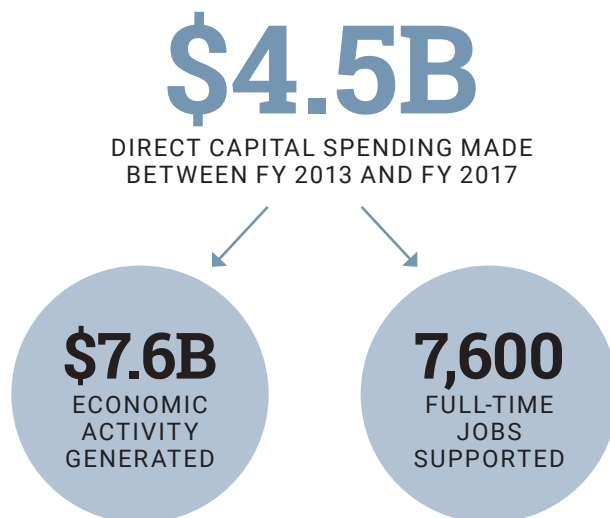 $4.5B
DIRECT CAPITAL SPENDING MADE
BETWEEN FY 2013 AND FY 2017
$7.6B
ECONOMIC
ACTIVITY
GENERATED
7,600
FULL-TIME
JOBS
SUPPORTED